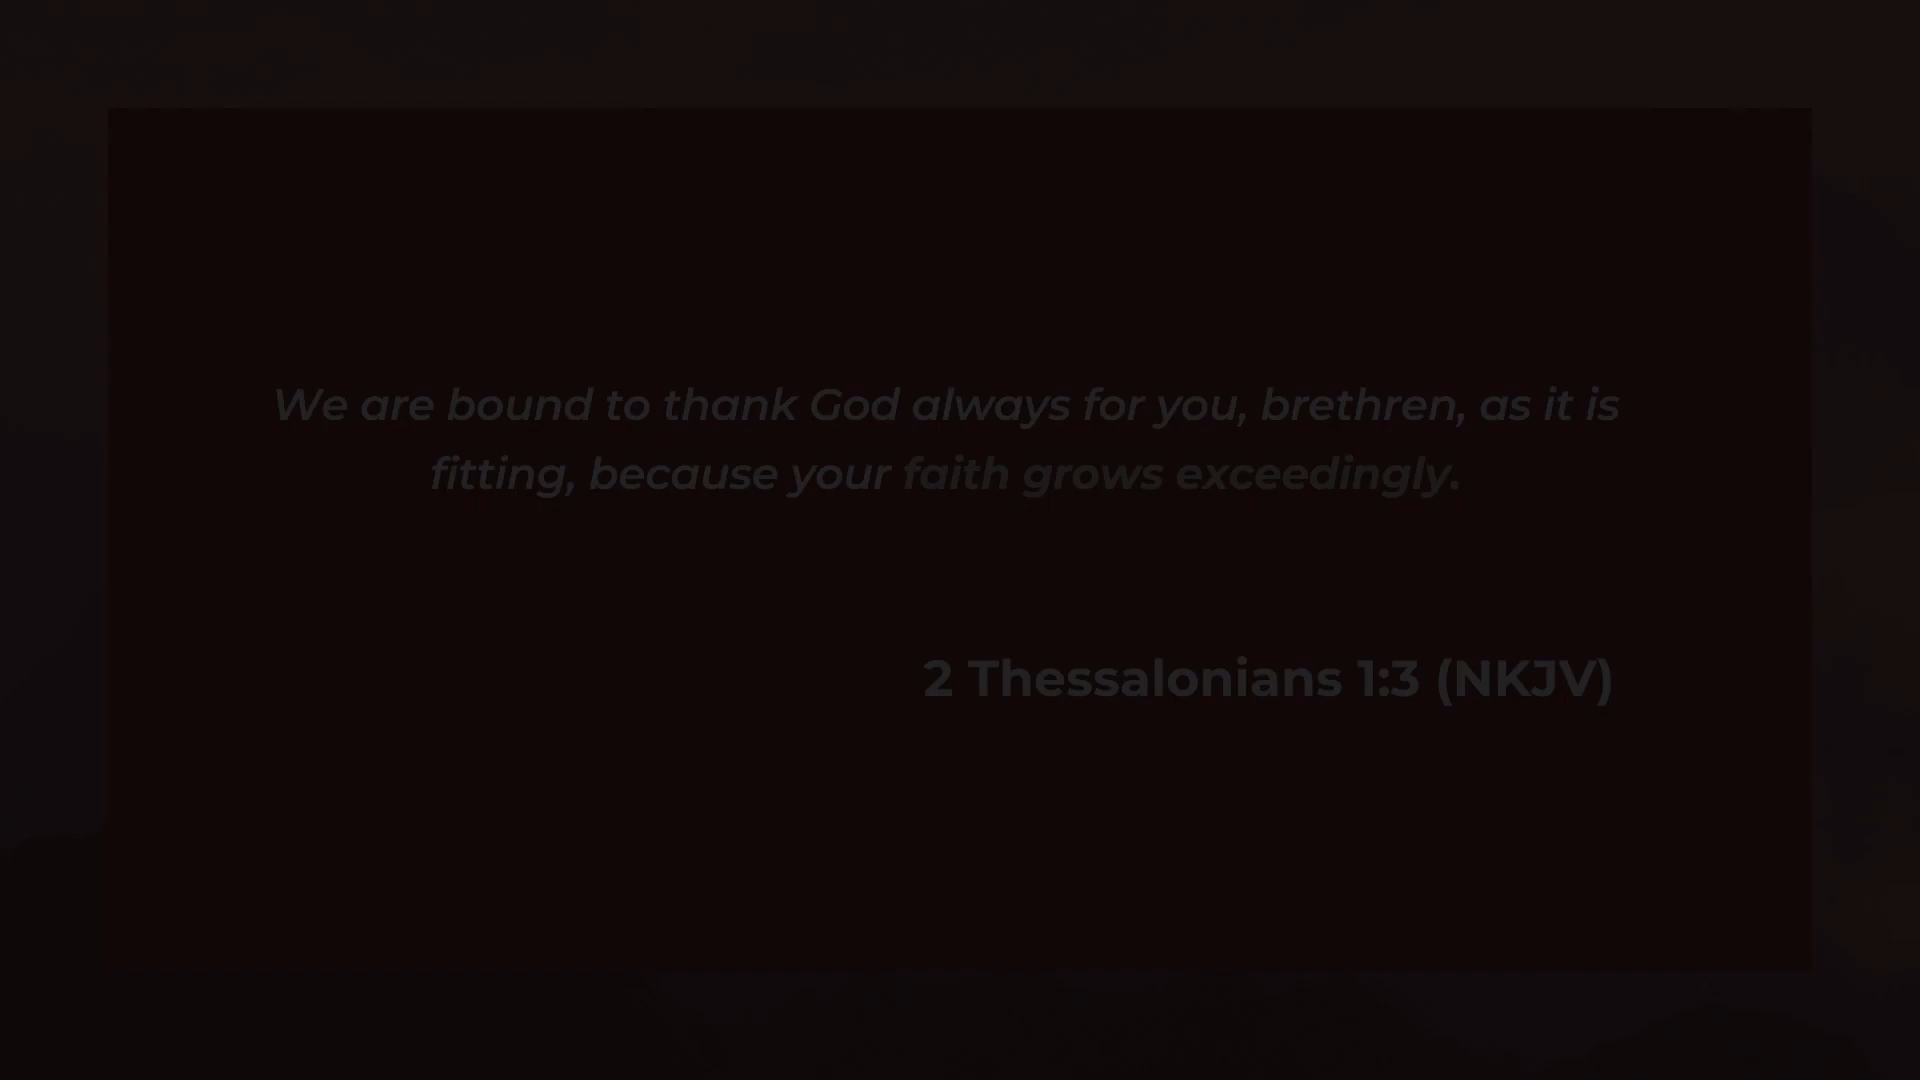 We are bound to thank God always for you, brethren, as it is
fitting, because your faith grows exceedingly.
2 Thessalonians 1:3 (NKJV)